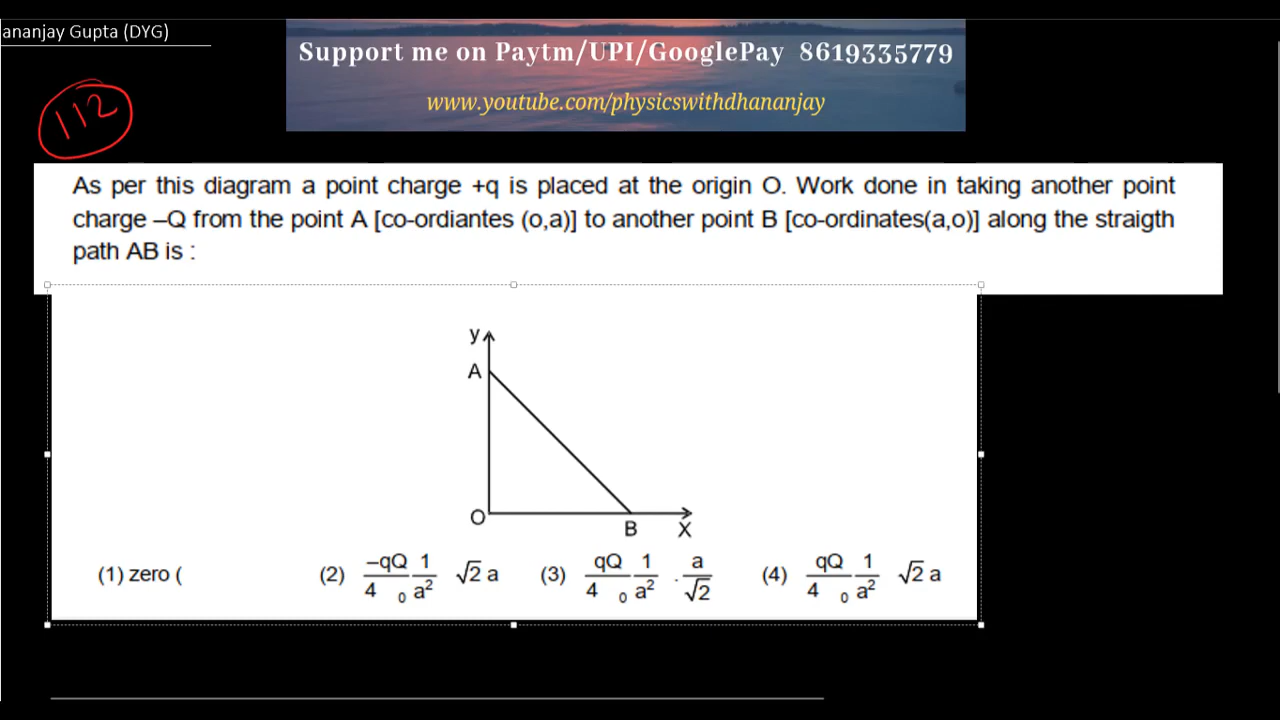 ananjay Gupta (DYG)
Support me on Paytm/UPI/GooglePay 8619335779
www.youtube.com/physicswithdhananjay
112
As per this diagram a point charge +q is placed at the origin O. Work done in taking another point
charge –Q from the point A [co-ordiantes (o,a)] to another point B [co-ordinates(a,o)] along the straigth
path AB is :
y
A
O
B
X
(1) zero (
(2) –qQ/4 0 1/a² √2 a
(3) qQ/4 0 1/a² . a/√2
(4) qQ/4 0 1/a² √2 a